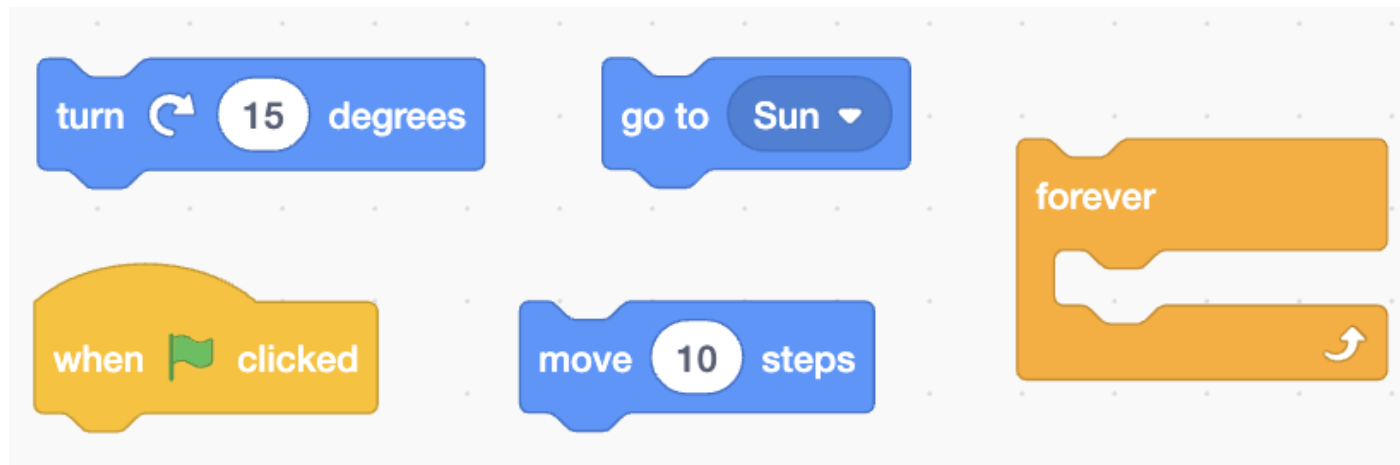 turn 15 degrees
go to Sun
forever
when clicked
move 10 steps